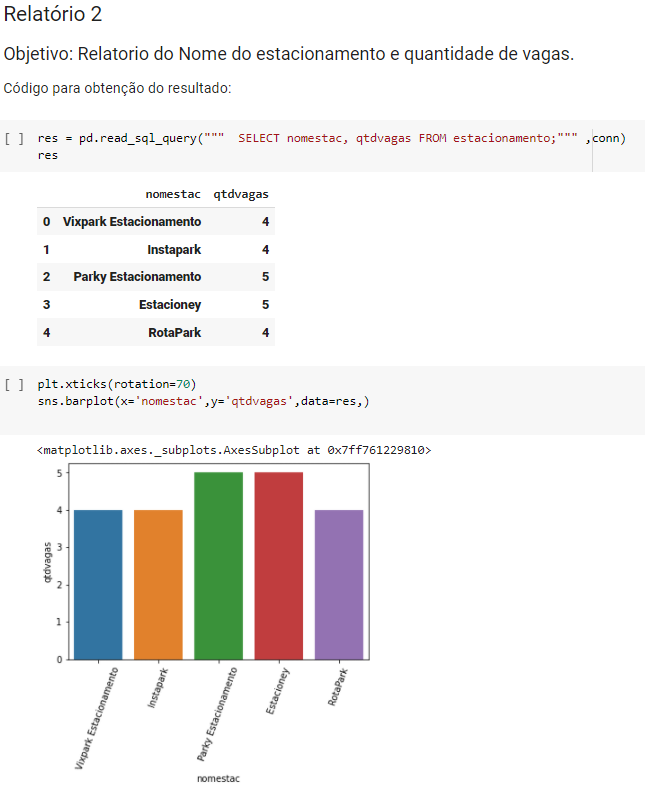 Relatório 2
Objetivo: Relatorio do Nome do estacionamento e quantidade de vagas.
Código para obtenção do resultado:
[ ] res = pd.read_sql_query("""  SELECT nomestac, qtdvagas FROM estacionamento;""" ,conn)
res
nomestac qtdvagas
0 Vixpark Estacionamento 4
1 Instapark 4
2 Parky Estacionamento 5
3 Estacioney 5
4 RotaPark 4
[ ] plt.xticks(rotation=70)
sns.barplot(x='nomestac',y='qtdvagas',data=res,)
<matplotlib.axes._subplots.AxesSubplot at 0x7ff761229810>
5
4
3
2
1
0
qtdvagas
Vixpark Estacionamento
Instapark
Parky Estacionamento
Estacioney
RotaPark
nomestac